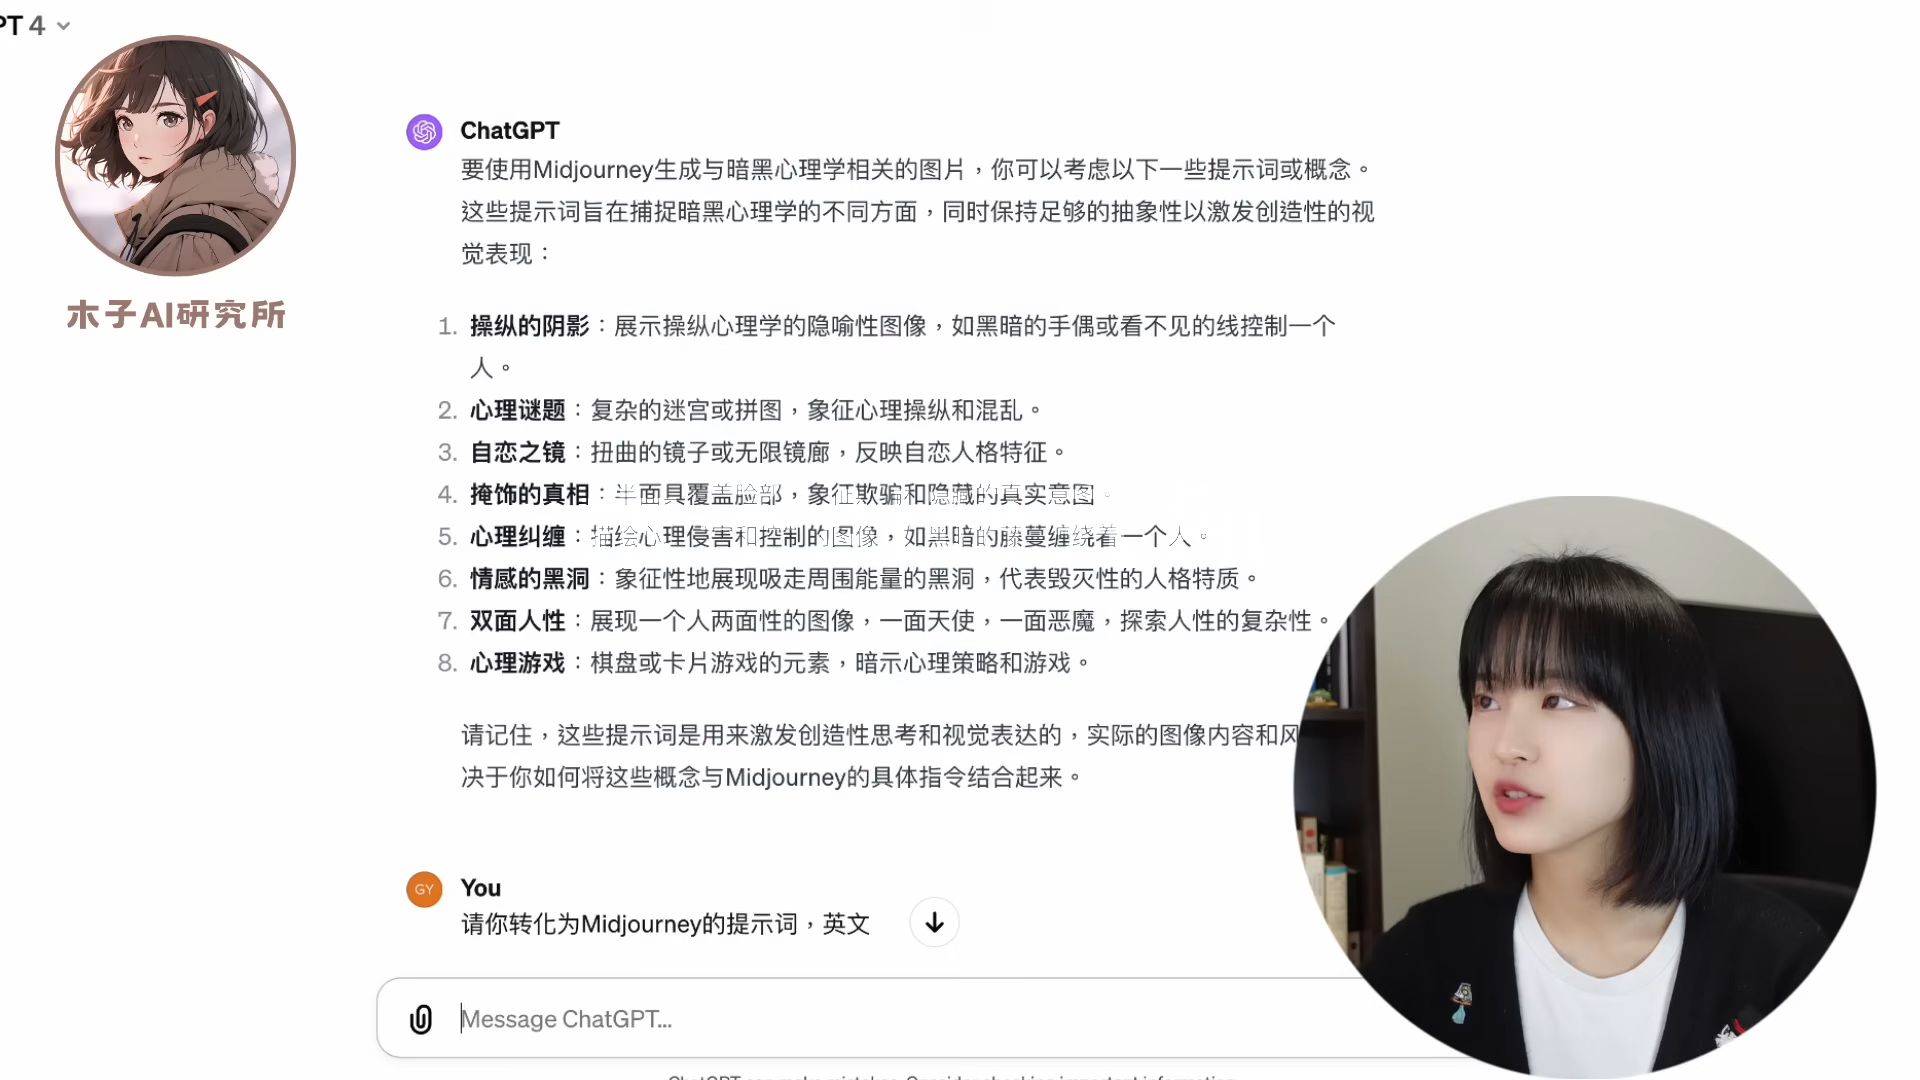 PT 4
木子AI研究所
ChatGPT
要使用Midjourney生成与暗黑心理学相关的图片，你可以考虑以下一些提示词或概念。
这些提示词旨在捕捉暗黑心理学的不同方面，同时保持足够的抽象性以激发创造性的视
觉表现：
1. 操纵的阴影：展示操纵心理学的隐喻性图像，如黑暗的手偶或看不见的线控制一个
人。
2. 心理谜题：复杂的迷宫或拼图，象征心理操纵和混乱。
3. 自恋之镜：扭曲的镜子或无限镜廊，反映自恋人格特征。
4. 掩饰的真相：半面具覆盖脸部，象征欺骗和隐藏的真实意图。
5. 心理纠缠：描绘心理侵害和控制的图像，如黑暗的藤蔓缠绕着一个人。
6. 情感的黑洞：象征性地展现吸走周围能量的黑洞，代表毁灭性的人格特质。
7. 双面人性：展现一个人两面性的图像，一面天使，一面恶魔，探索人性的复杂性。
8. 心理游戏：棋盘或卡片游戏的元素，暗示心理策略和游戏。
请记住，这些提示词是用来激发创造性思考和视觉表达的，实际的图像内容和风
决于你如何将这些概念与Midjourney的具体指令结合起来。
GY
You
请你转化为Midjourney的提示词，英文
Message ChatGPT...
ChatGPT can make mistakes. Consider checking important information.